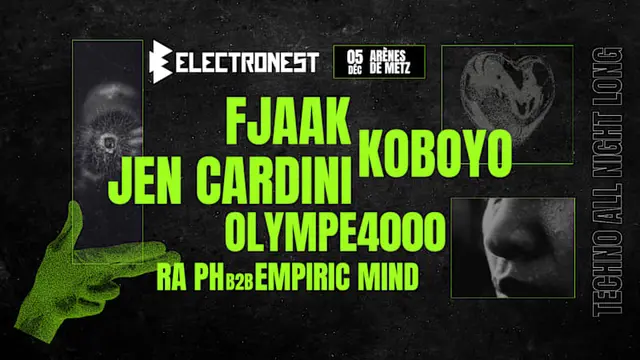 ELECTRONEST
05 DÉC
ARÈNES
DE METZ
FJAAK
KOBOYO
JEN CARDINI
OLYMPE4000
RA PH B2B EMPIRIC MIND
TECHNO ALL NIGHT LONG